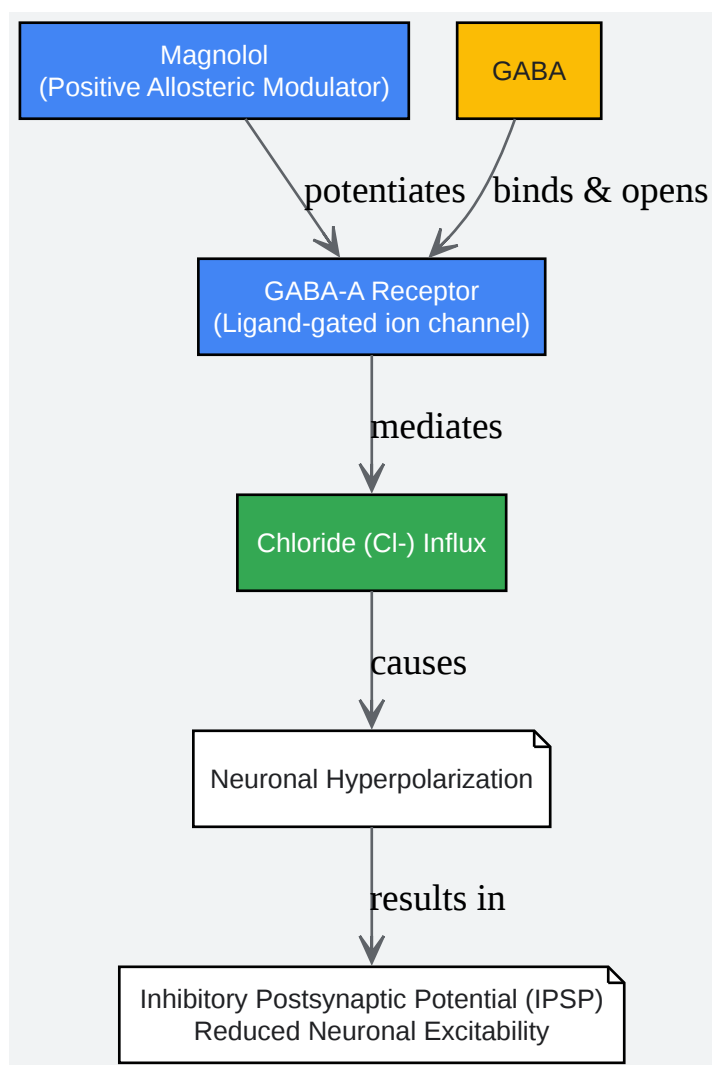 Magnolol
(Positive Allosteric Modulator)
GABA
potentiates
binds & opens
GABA-A Receptor
(Ligand-gated ion channel)
mediates
Chloride (Cl-) Influx
causes
Neuronal Hyperpolarization
results in
Inhibitory Postsynaptic Potential (IPSP)
Reduced Neuronal Excitability